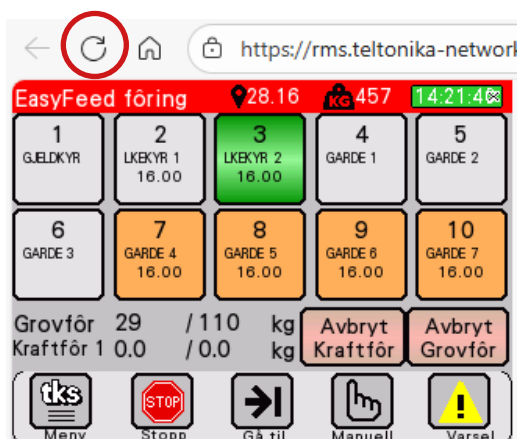 https://rms.teltonika-networl
EasyFeed fôring 28.16 KG 457 14:21:46
1 2 3 4 5
GJELDKYR LKEKYR 1 LKEKYR 2 GARDE 1 GARDE 2
16.00 16.00
6 7 8 9 10
GARDE 3 GARDE 4 GARDE 5 GARDE 6 GARDE 7
16.00 16.00 16.00 16.00
Grovfôr 29 /110 kg Avbryt Avbryt
Kraftfôr 1 0.0 /0.0 kg Kraftfôr Grovfôr
tks STOP
Meny Stopp Gå til Manuell Varsel